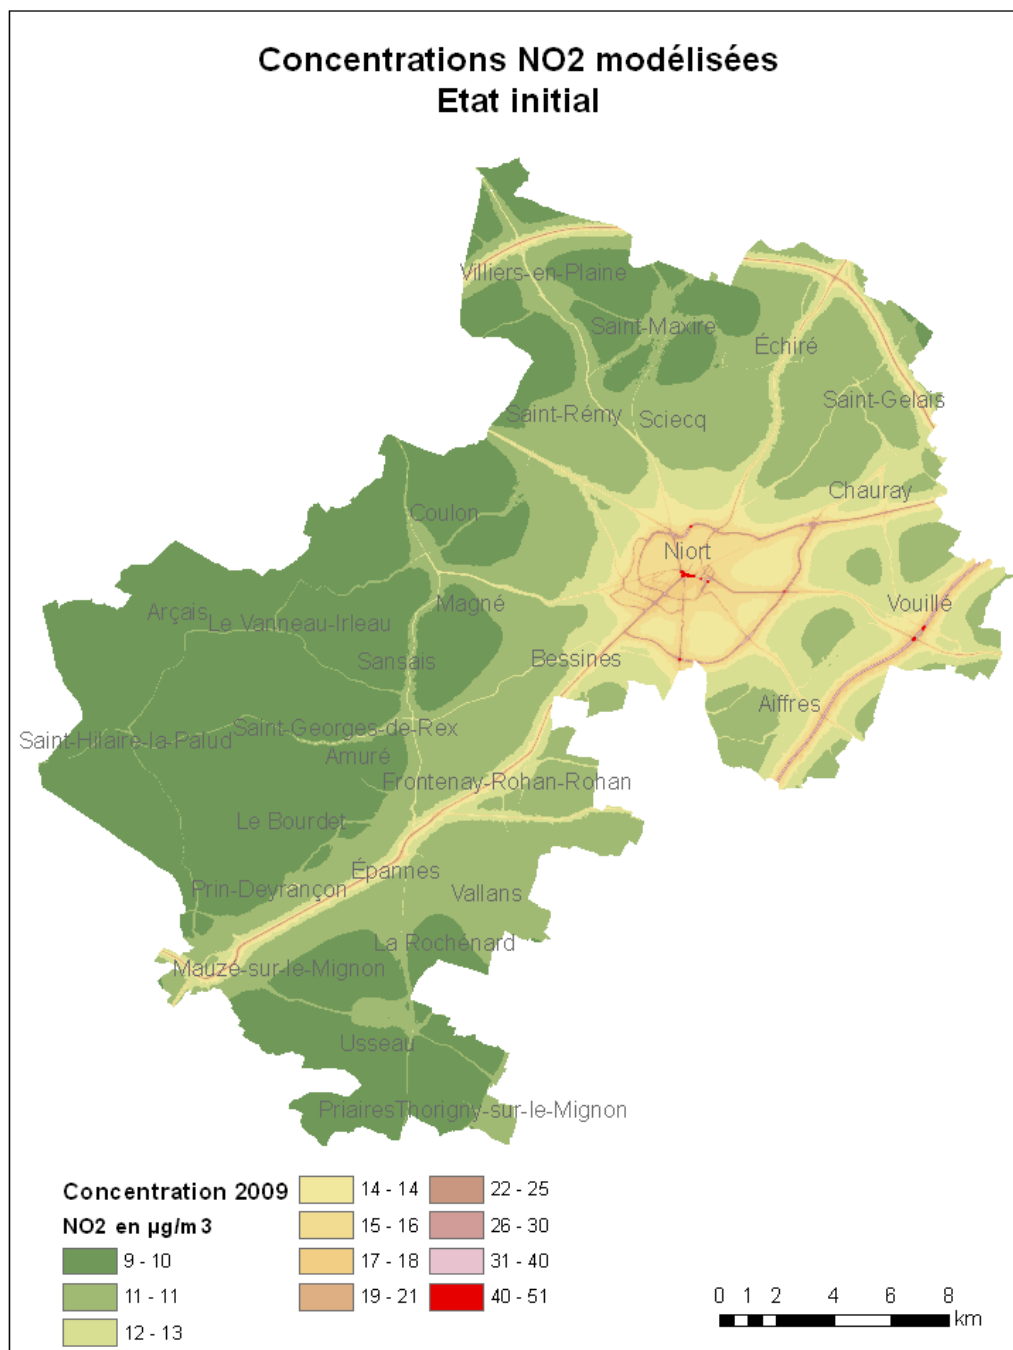 Concentrations NO2 modélisées
Etat initial
Villiers-en-Plaine
Saint-Maxire
Échiré
Saint-Gelais
Saint-Rémy
Sciecq
Chauray
Coulon
Niort
Vouillé
Magné
Arçais
Le Vanneau-Irleau
Sansais
Bessines
Aiffres
Saint-Georges-de-Rex
Saint-Hilaire-la-Palud
Amuré
Frontenay-Rohan-Rohan
Le Bourdet
Épannes
Prin-Deyrançon
Vallans
La Rochénard
Mauzé-sur-le-Mignon
Usseau
Priaires
Thorigny-sur-le-Mignon
Concentration 2009
NO2 en µg/m3
9 - 10
11 - 11
12 - 13
14 - 14
15 - 16
17 - 18
19 - 21
22 - 25
26 - 30
31 - 40
40 - 51
0 1 2 4 6 8
km